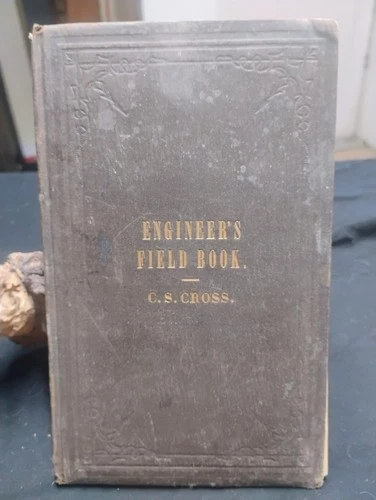 ENGINEER'S
FIELD BOOK.
C. S. CROSS.